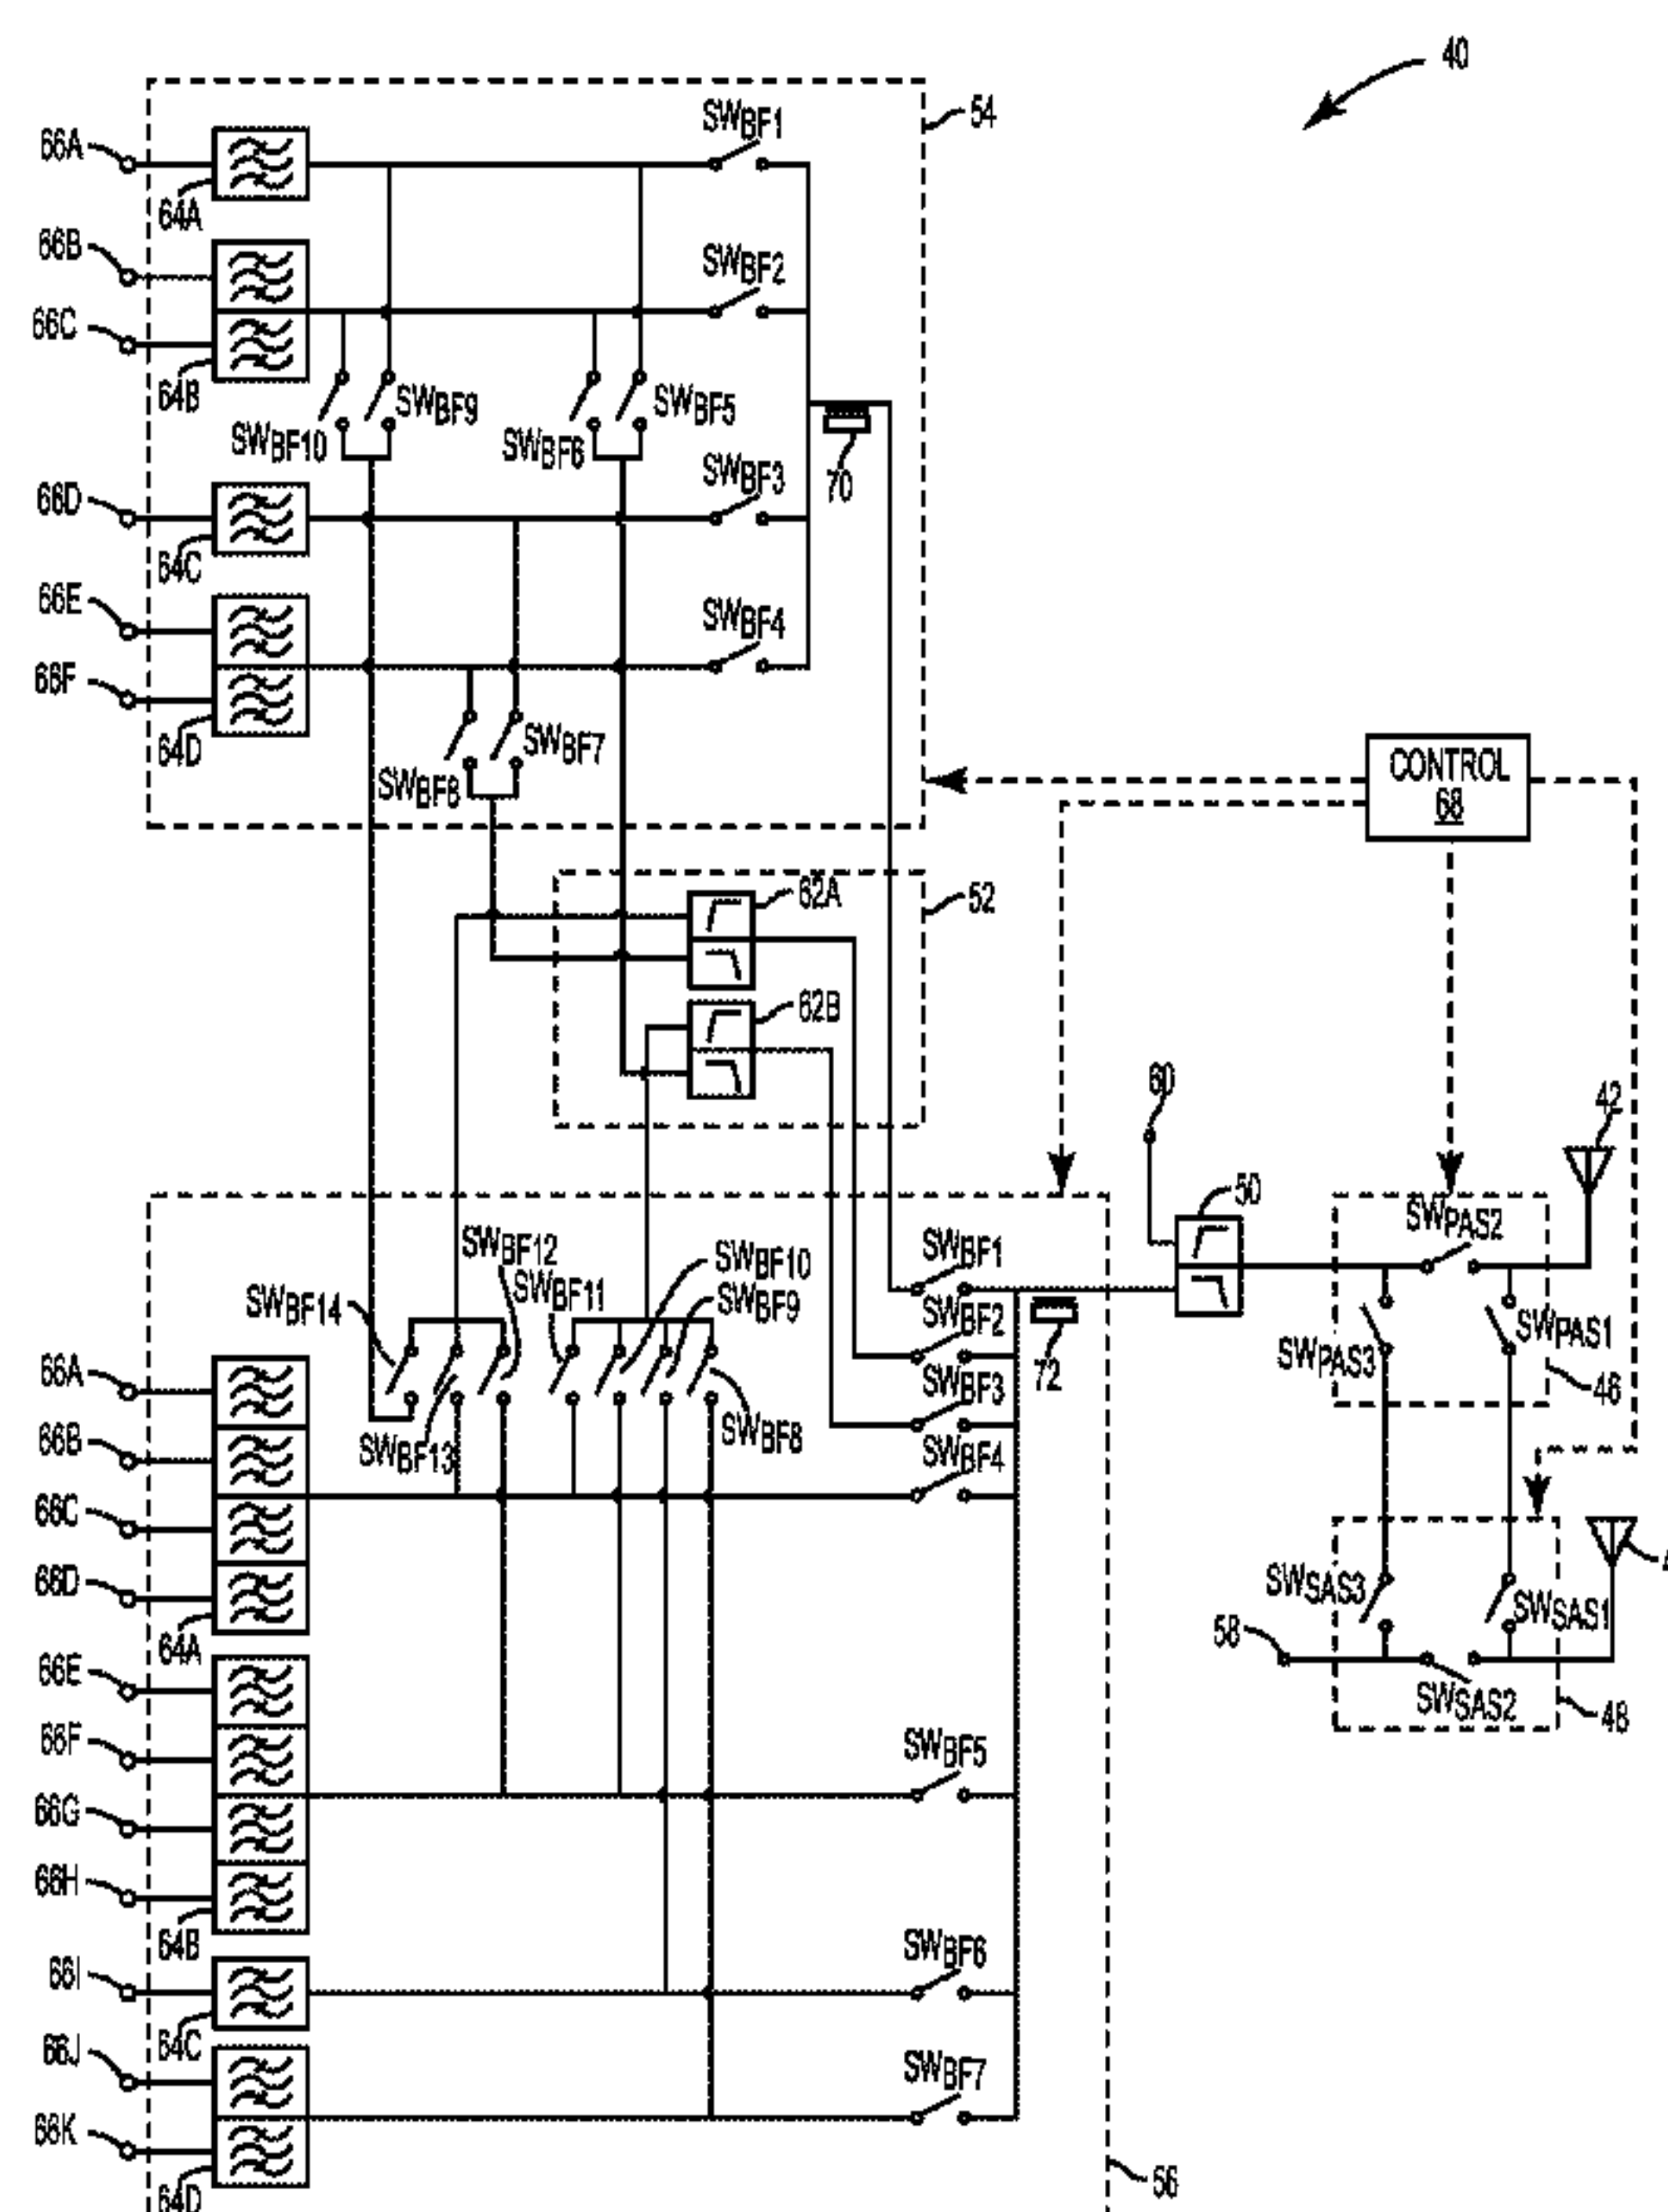 40
54
SWBF1
66A
64A
66B
SWBF2
66C
64B
SWBF9
SWBF5
SWBF10
SWBF6
70
66D
SWBF3
64C
66E
SWBF4
66F
64D
SWBF7
SWBF8
CONTROL
68
52
62A
62B
60
42
50
SWPAS2
SWBF1
SWBF12
SWBF10
SWBF11
SWBF9
SWBF14
SWBF2
SWPAS1
SWPAS3
72
46
66A
SWBF3
66B
SWBF13
SWBF8
SWBF4
66C
66D
SWSAS3
SWSAS1
64A
58
66E
SWSAS2
48
66F
SWBF5
66G
66H
64B
SWBF6
66I
64C
66J
SWBF7
66K
56
64D